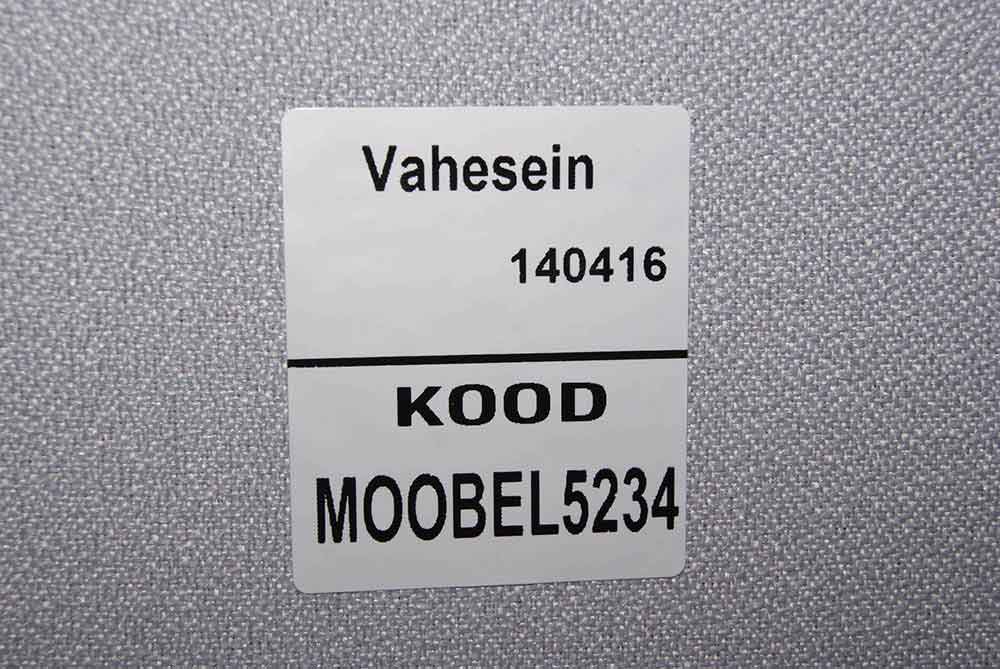 Vahesein
140416
KOOD
MOOBEL5234